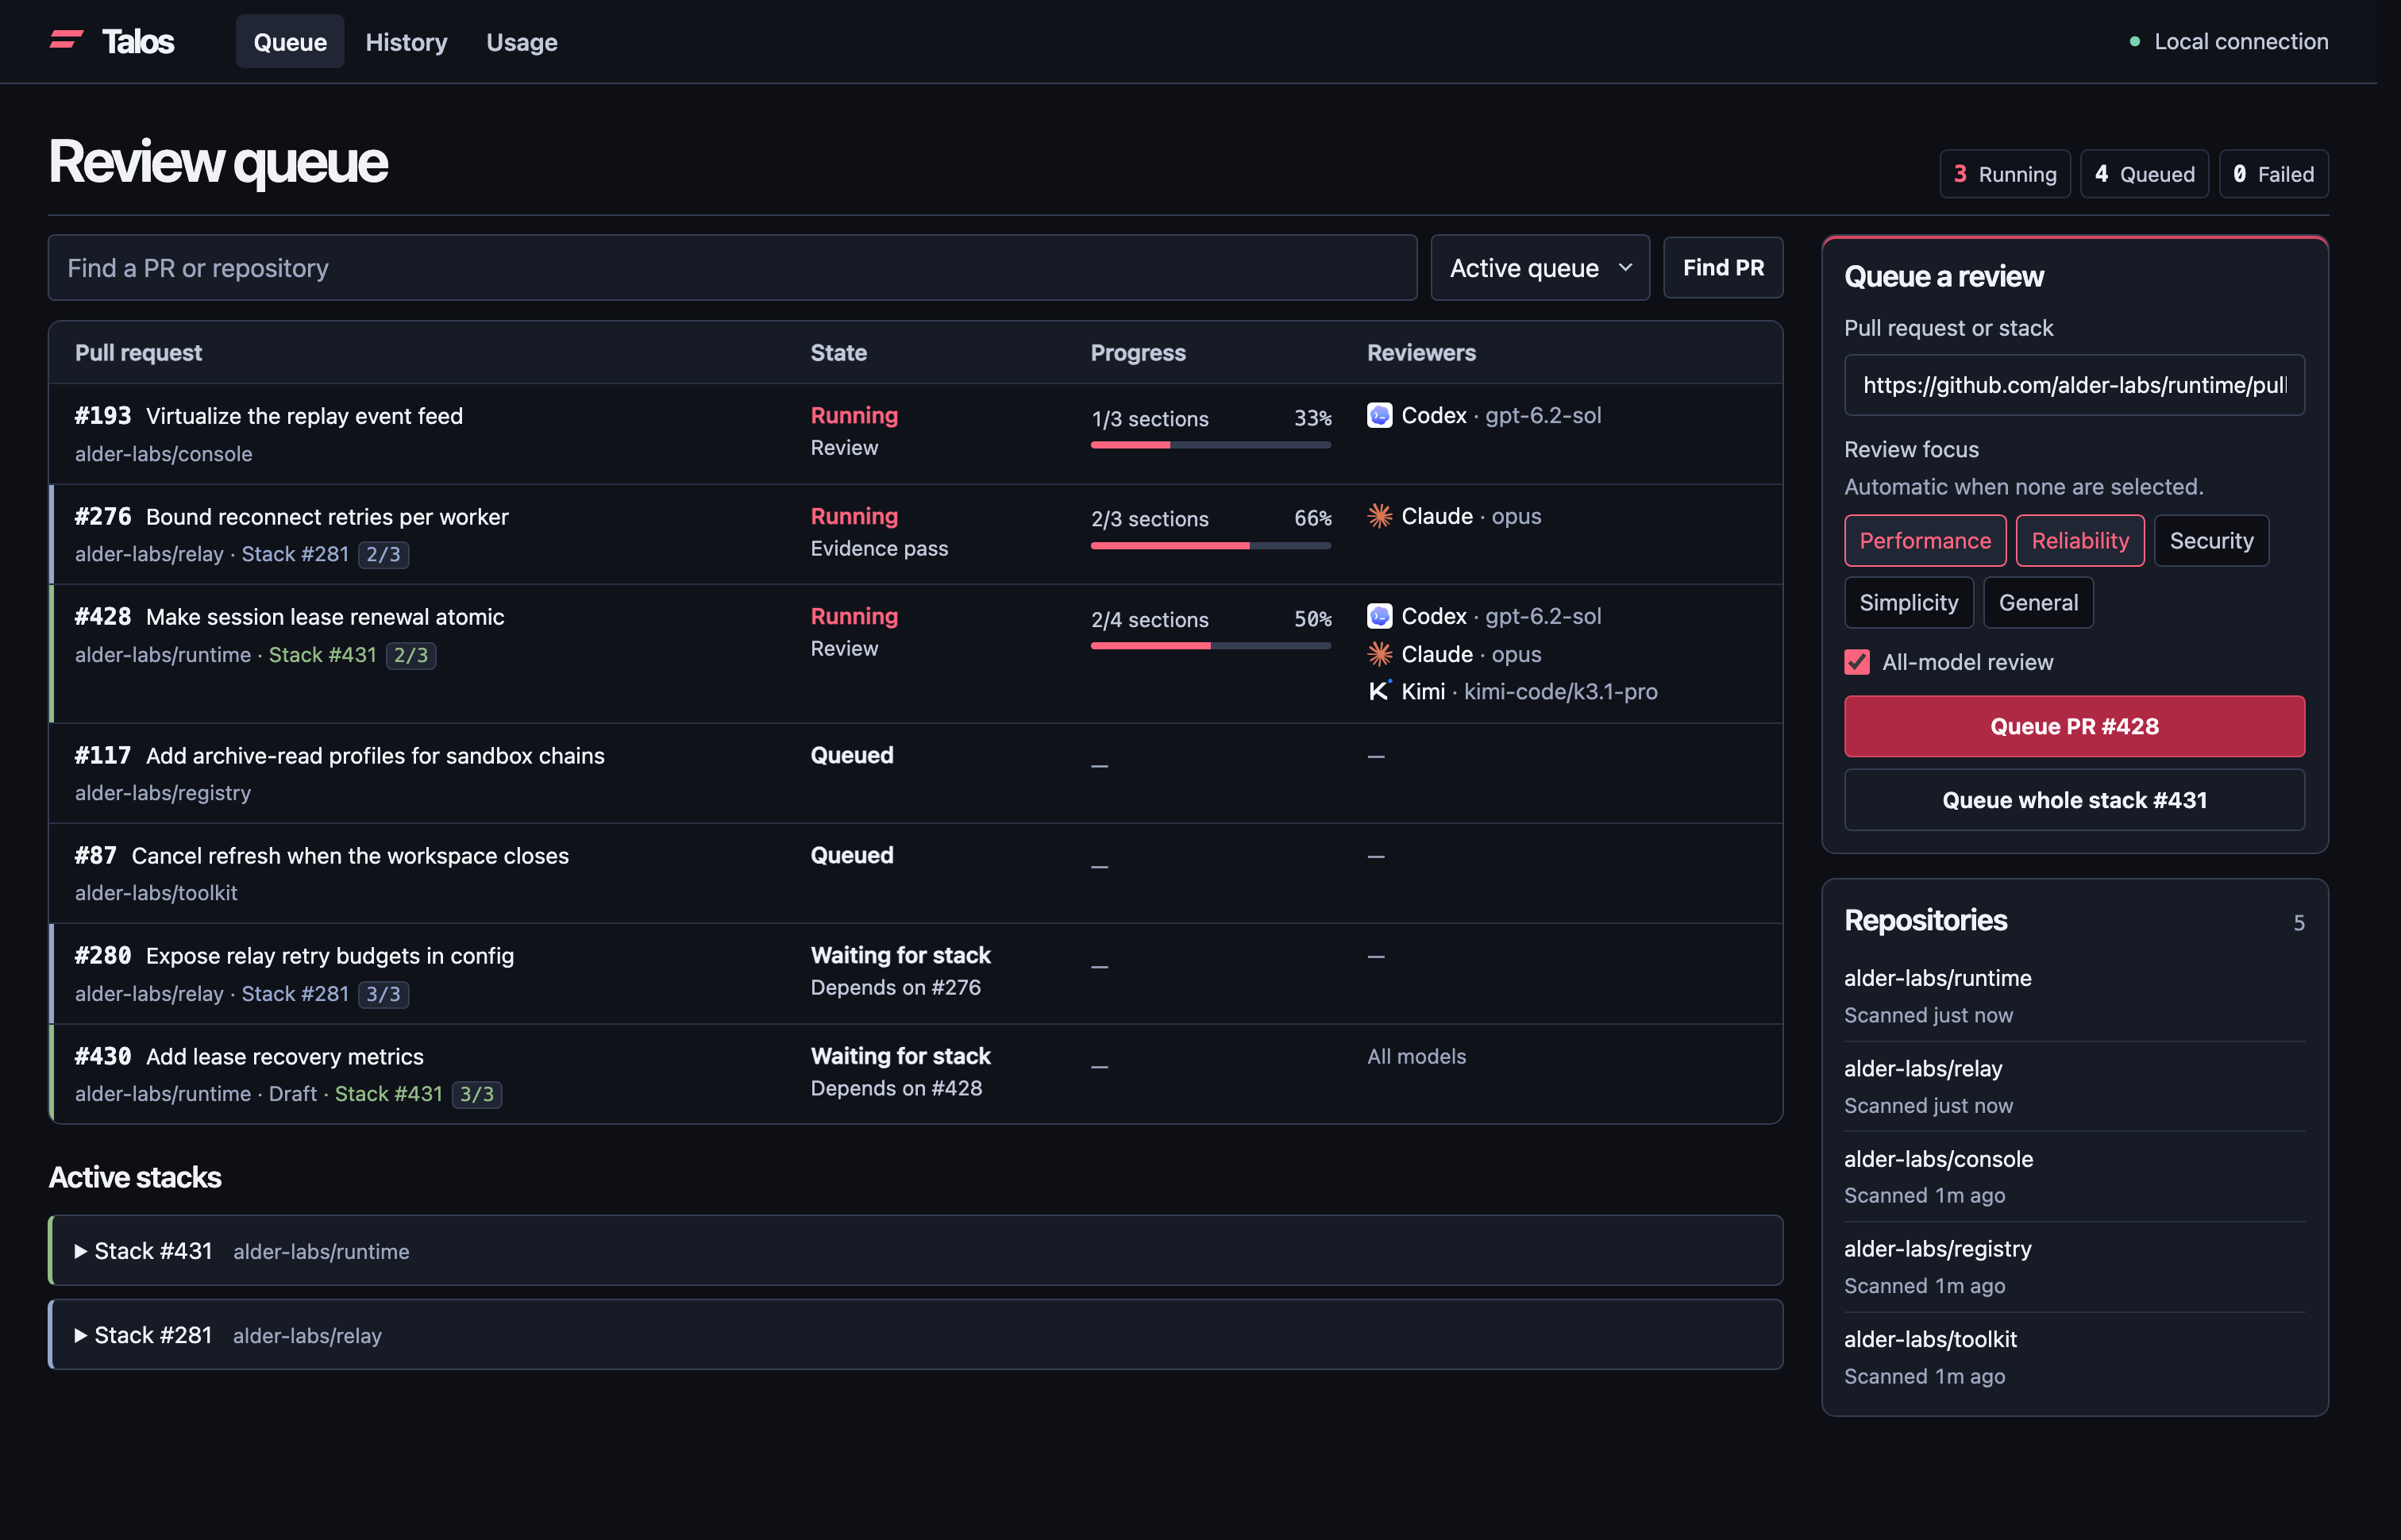 Talos
Queue
History
Usage
Local connection
Review queue
3 Running
4 Queued
0 Failed
Find a PR or repository
Active queue
Find PR
Pull request
State
Progress
Reviewers
#193 Virtualize the replay event feed
alder-labs/console
Running
Review
1/3 sections 33%
Codex · gpt-6.2-sol
#276 Bound reconnect retries per worker
alder-labs/relay · Stack #281 2/3
Running
Evidence pass
2/3 sections 66%
Claude · opus
#428 Make session lease renewal atomic
alder-labs/runtime · Stack #431 2/3
Running
Review
2/4 sections 50%
Codex · gpt-6.2-sol
Claude · opus
Kimi · kimi-code/k3.1-pro
#117 Add archive-read profiles for sandbox chains
alder-labs/registry
Queued
—
—
#87 Cancel refresh when the workspace closes
alder-labs/toolkit
Queued
—
—
#280 Expose relay retry budgets in config
alder-labs/relay · Stack #281 3/3
Waiting for stack
Depends on #276
—
—
#430 Add lease recovery metrics
alder-labs/runtime · Draft · Stack #431 3/3
Waiting for stack
Depends on #428
—
All models
Active stacks
Stack #431 alder-labs/runtime
Stack #281 alder-labs/relay
Queue a review
Pull request or stack
https://github.com/alder-labs/runtime/pull
Review focus
Automatic when none are selected.
Performance
Reliability
Security
Simplicity
General
All-model review
Queue PR #428
Queue whole stack #431
Repositories 5
alder-labs/runtime
Scanned just now
alder-labs/relay
Scanned just now
alder-labs/console
Scanned 1m ago
alder-labs/registry
Scanned 1m ago
alder-labs/toolkit
Scanned 1m ago